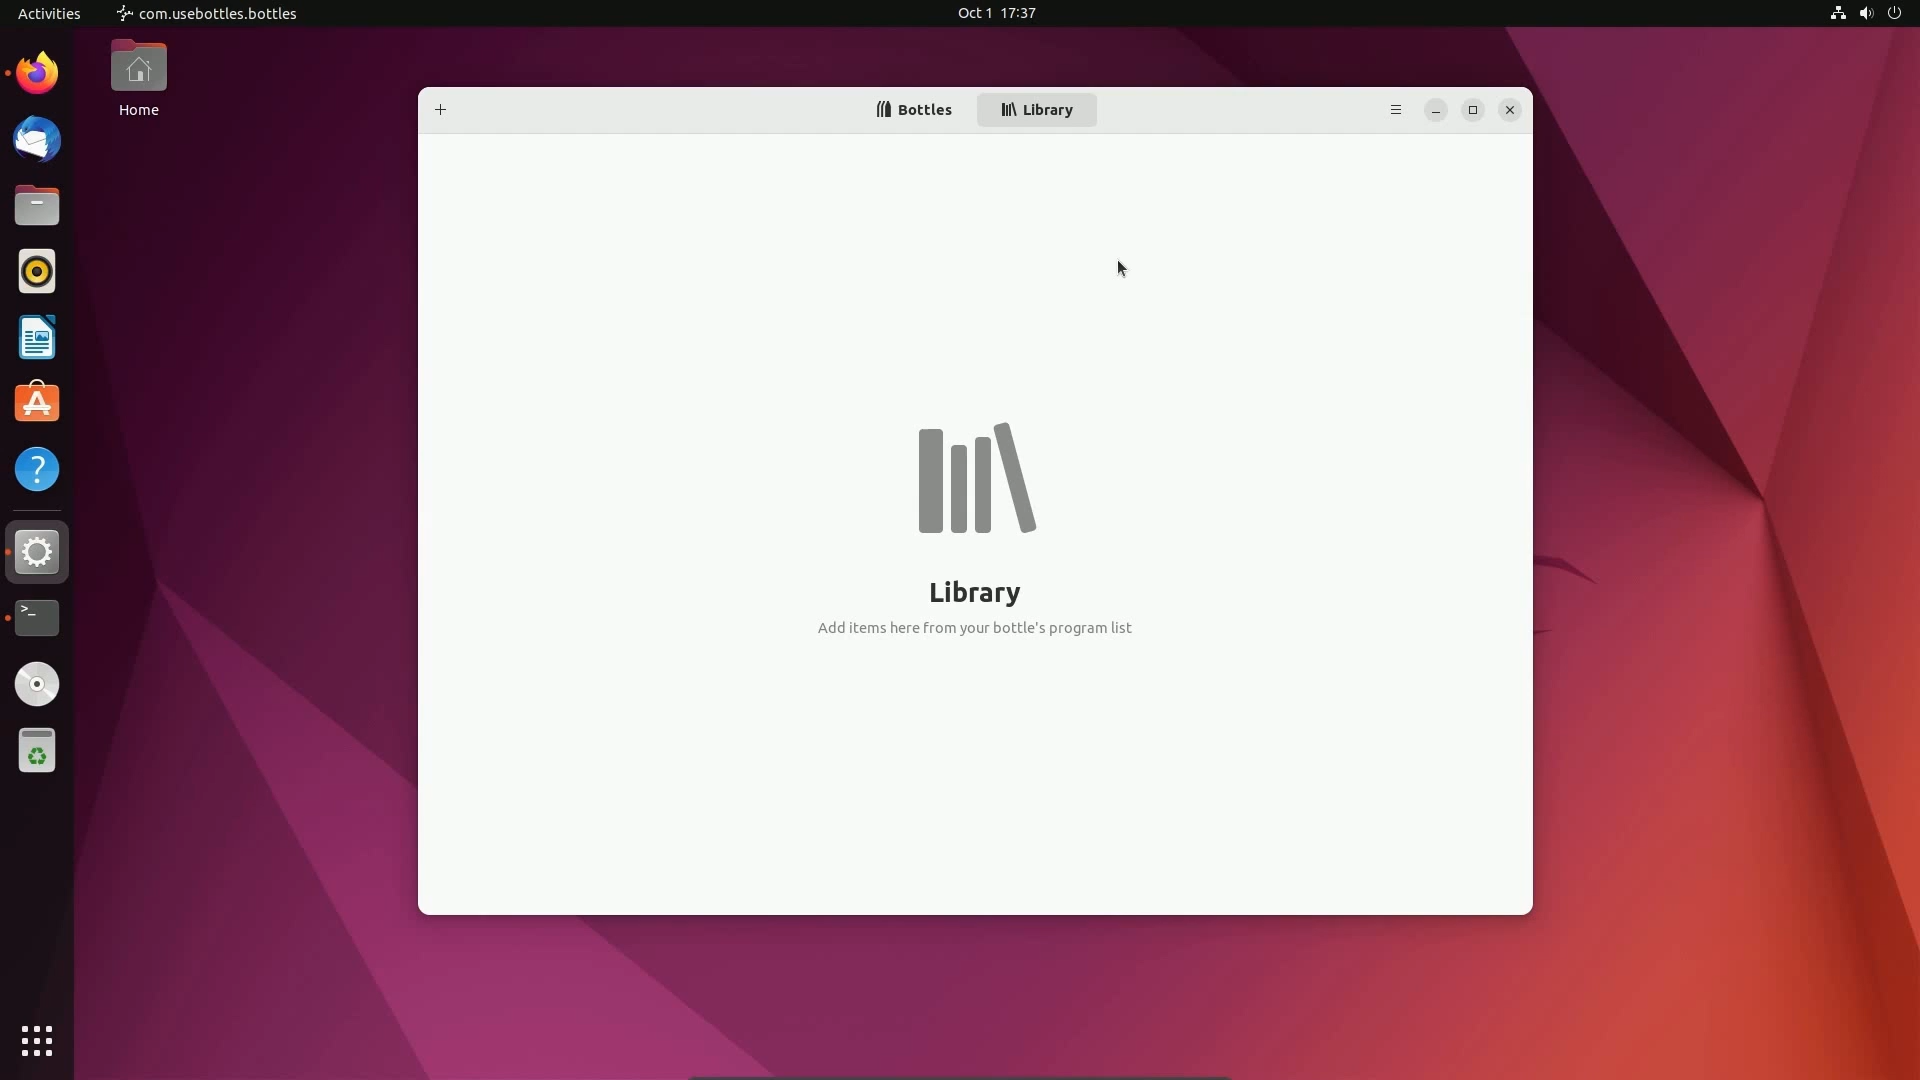 Activities
com.usebottles.bottles
Oct 1 17:37
Home
Bottles
Library
Library
Add items here from your bottle's program list